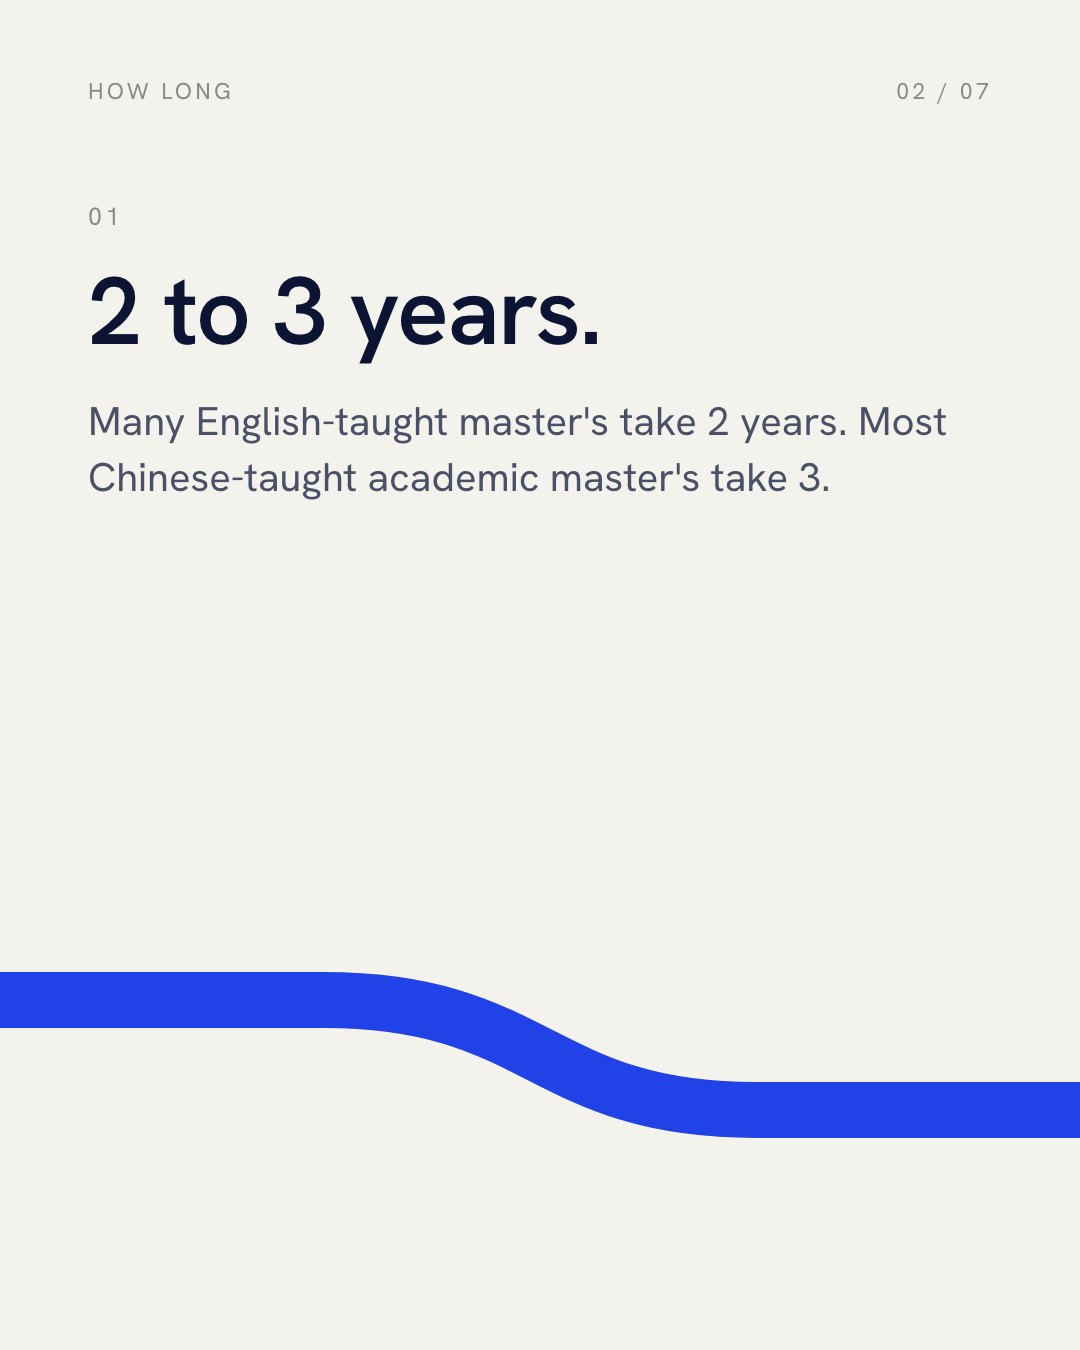 HOW LONG
02 / 07
01
2 to 3 years.
Many English-taught master's take 2 years. Most
Chinese-taught academic master's take 3.